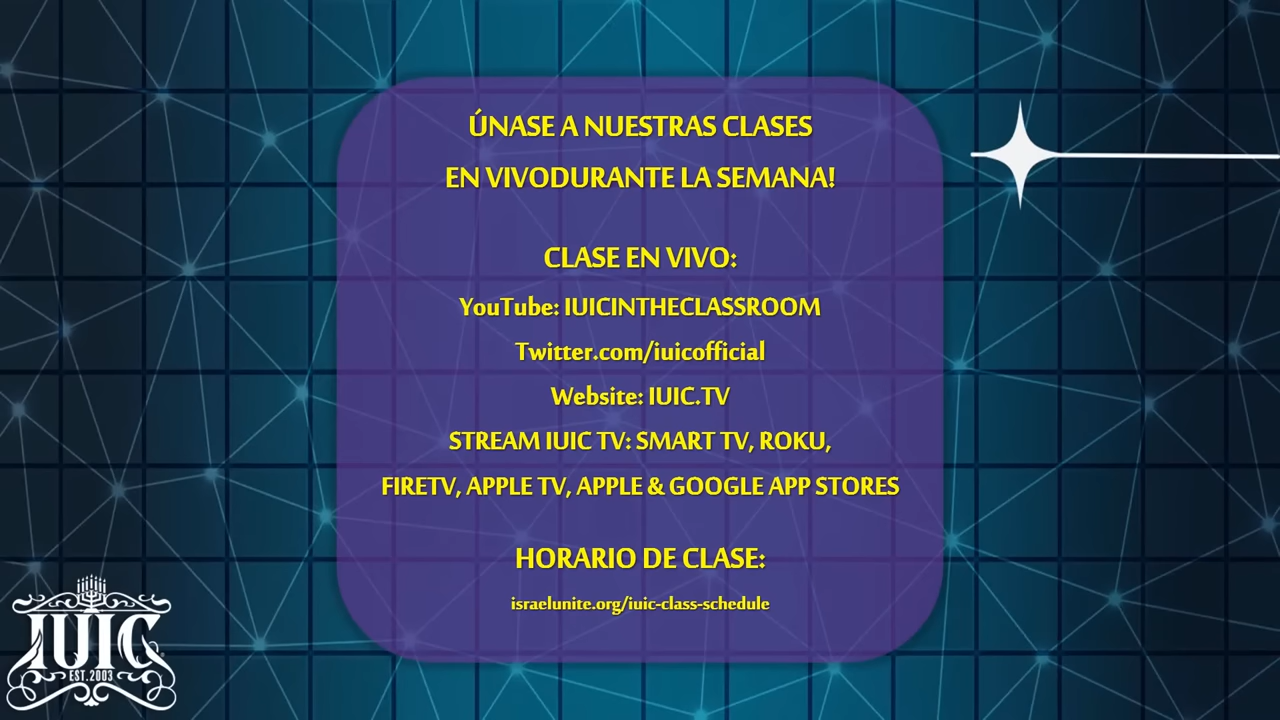 ÚNASE A NUESTRAS CLASES
EN VIVODURANTE LA SEMANA!
CLASE EN VIVO:
YouTube: IUICINTHECLASSROOM
Twitter.com/iuicofficial
Website: IUIC.TV
STREAM IUIC TV: SMART TV, ROKU,
FIRETV, APPLE TV, APPLE & GOOGLE APP STORES
HORARIO DE CLASE:
israelunite.org/iuic-class-schedule
IUIC
EST. 2003